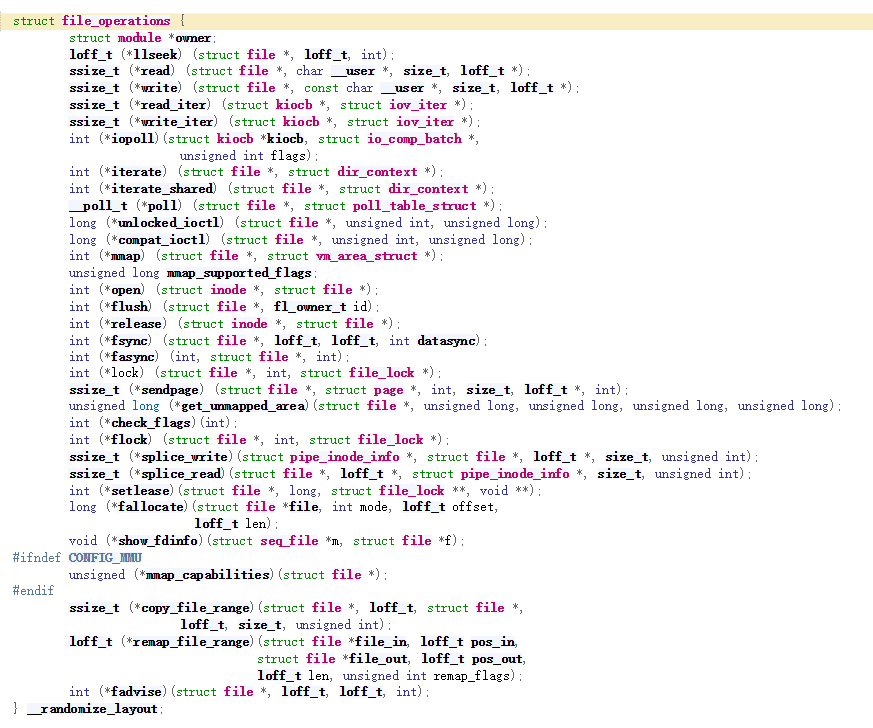 struct file_operations {
struct module *owner;
loff_t (*llseek) (struct file *, loff_t, int);
ssize_t (*read) (struct file *, char __user *, size_t, loff_t *);
ssize_t (*write) (struct file *, const char __user *, size_t, loff_t *);
ssize_t (*read_iter) (struct kiocb *, struct iov_iter *);
ssize_t (*write_iter) (struct kiocb *, struct iov_iter *);
int (*iopoll)(struct kiocb *kiocb, struct io_comp_batch *,
unsigned int flags);
int (*iterate) (struct file *, struct dir_context *);
int (*iterate_shared) (struct file *, struct dir_context *);
__poll_t (*poll) (struct file *, struct poll_table_struct *);
long (*unlocked_ioctl) (struct file *, unsigned int, unsigned long);
long (*compat_ioctl) (struct file *, unsigned int, unsigned long);
int (*mmap) (struct file *, struct vm_area_struct *);
unsigned long mmap_supported_flags;
int (*open) (struct inode *, struct file *);
int (*flush) (struct file *, fl_owner_t id);
int (*release) (struct inode *, struct file *);
int (*fsync) (struct file *, loff_t, loff_t, int datasync);
int (*fasync) (int, struct file *, int);
int (*lock) (struct file *, int, struct file_lock *);
ssize_t (*sendpage) (struct file *, struct page *, int, size_t, loff_t *, int);
unsigned long (*get_unmapped_area)(struct file *, unsigned long, unsigned long, unsigned long, unsigned long);
int (*check_flags)(int);
int (*flock) (struct file *, int, struct file_lock *);
ssize_t (*splice_write)(struct pipe_inode_info *, struct file *, loff_t *, size_t, unsigned int);
ssize_t (*splice_read)(struct file *, loff_t *, struct pipe_inode_info *, size_t, unsigned int);
int (*setlease)(struct file *, long, struct file_lock **, void **);
long (*fallocate)(struct file *file, int mode, loff_t offset,
loff_t len);
void (*show_fdinfo)(struct seq_file *m, struct file *f);
#ifndef CONFIG_MMU
unsigned (*mmap_capabilities)(struct file *);
#endif
ssize_t (*copy_file_range)(struct file *, loff_t, struct file *,
loff_t, size_t, unsigned int);
loff_t (*remap_file_range)(struct file *file_in, loff_t pos_in,
struct file *file_out, loff_t pos_out,
loff_t len, unsigned int remap_flags);
int (*fadvise)(struct file *, loff_t, loff_t, int);
} __randomize_layout;